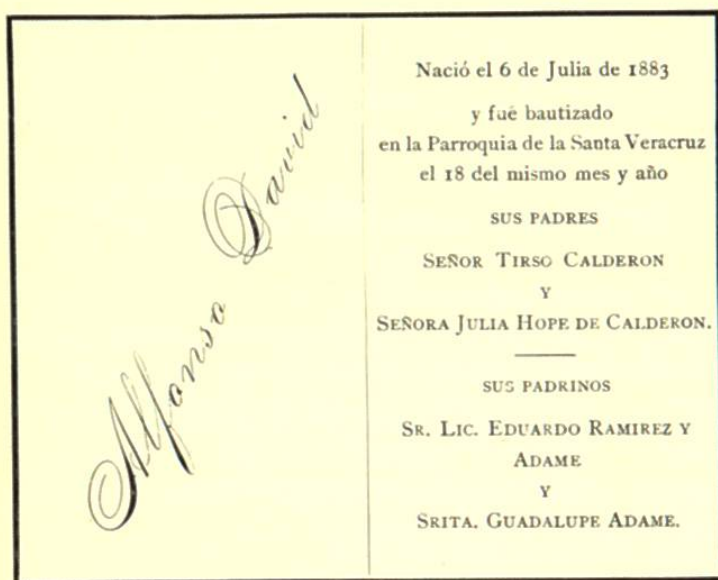 Alfonso David
Nació el 6 de Julia de 1883
y fué bautizado
en la Parroquia de la Santa Veracruz
el 18 del mismo mes y año
SUS PADRES
SEÑOR TIRSO CALDERON
Y
SEÑORA JULIA HOPE DE CALDERON.
SUS PADRINOS
SR. LIC. EDUARDO RAMIREZ Y
ADAME
Y
SRITA. GUADALUPE ADAME.